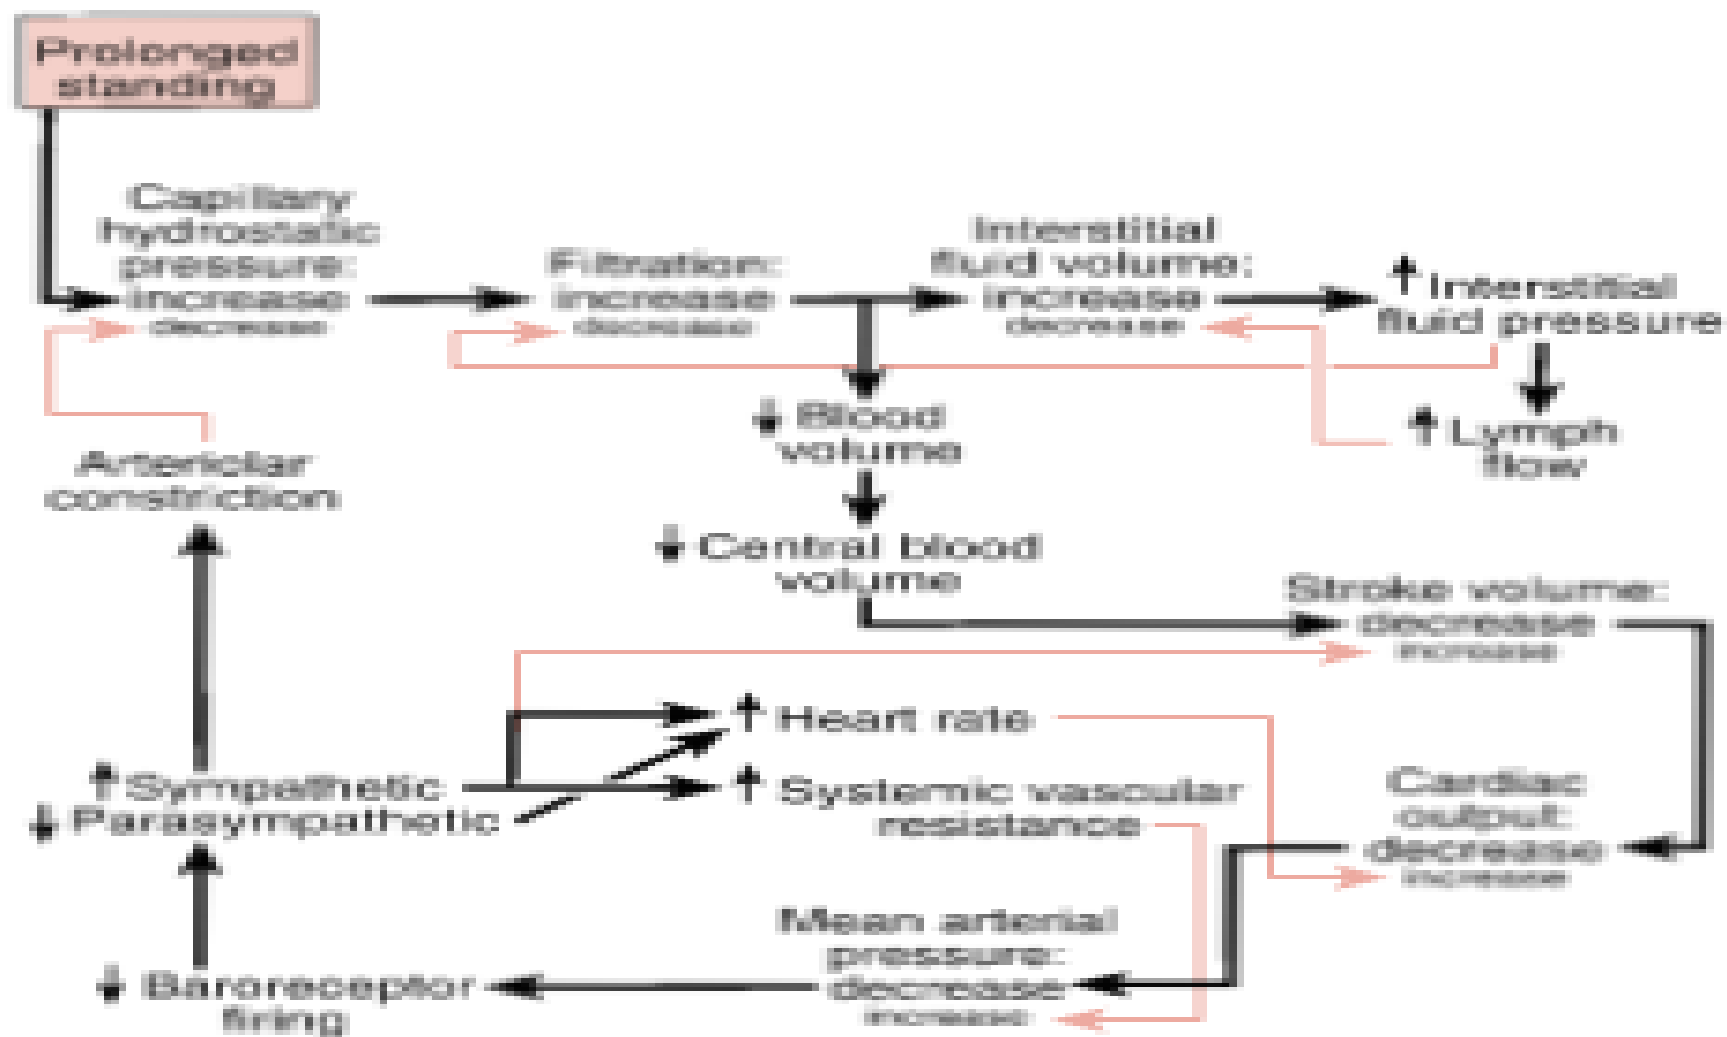 Prolonged
standing
Capillary
hydrostatic
pressure:
increase
decrease
Filtration:
increase
decrease
Interstitial
fluid volume:
increase
decrease
↑ Interstitial
fluid pressure
↑ Lymph
flow
↓ Blood
volume
↓ Central blood
volume
Stroke volume:
decrease
increase
Arteriolar
constriction
↑ Heart rate
↑ Sympathetic
↓ Parasympathetic
↑ Systemic vascular
resistance
Cardiac
output:
decrease
increase
Mean arterial
pressure:
decrease
increase
↓ Baroreceptor
firing